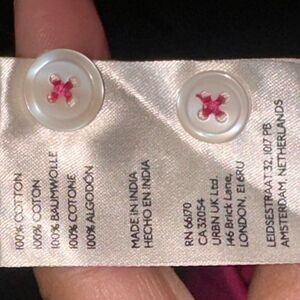 100% COTTON
100% COTON
100% BAUMWOLLE
100% COTONE
100% ALGODÓN
MADE IN INDIA
HECHO EN INDIA
RN 66170
CA 32054
URBN UK Ltd.
146 Brick Lane,
LONDON, E1 6RU
LEIDSESTRAAT 32, 1017 PB
AMSTERDAM, NETHERLANDS